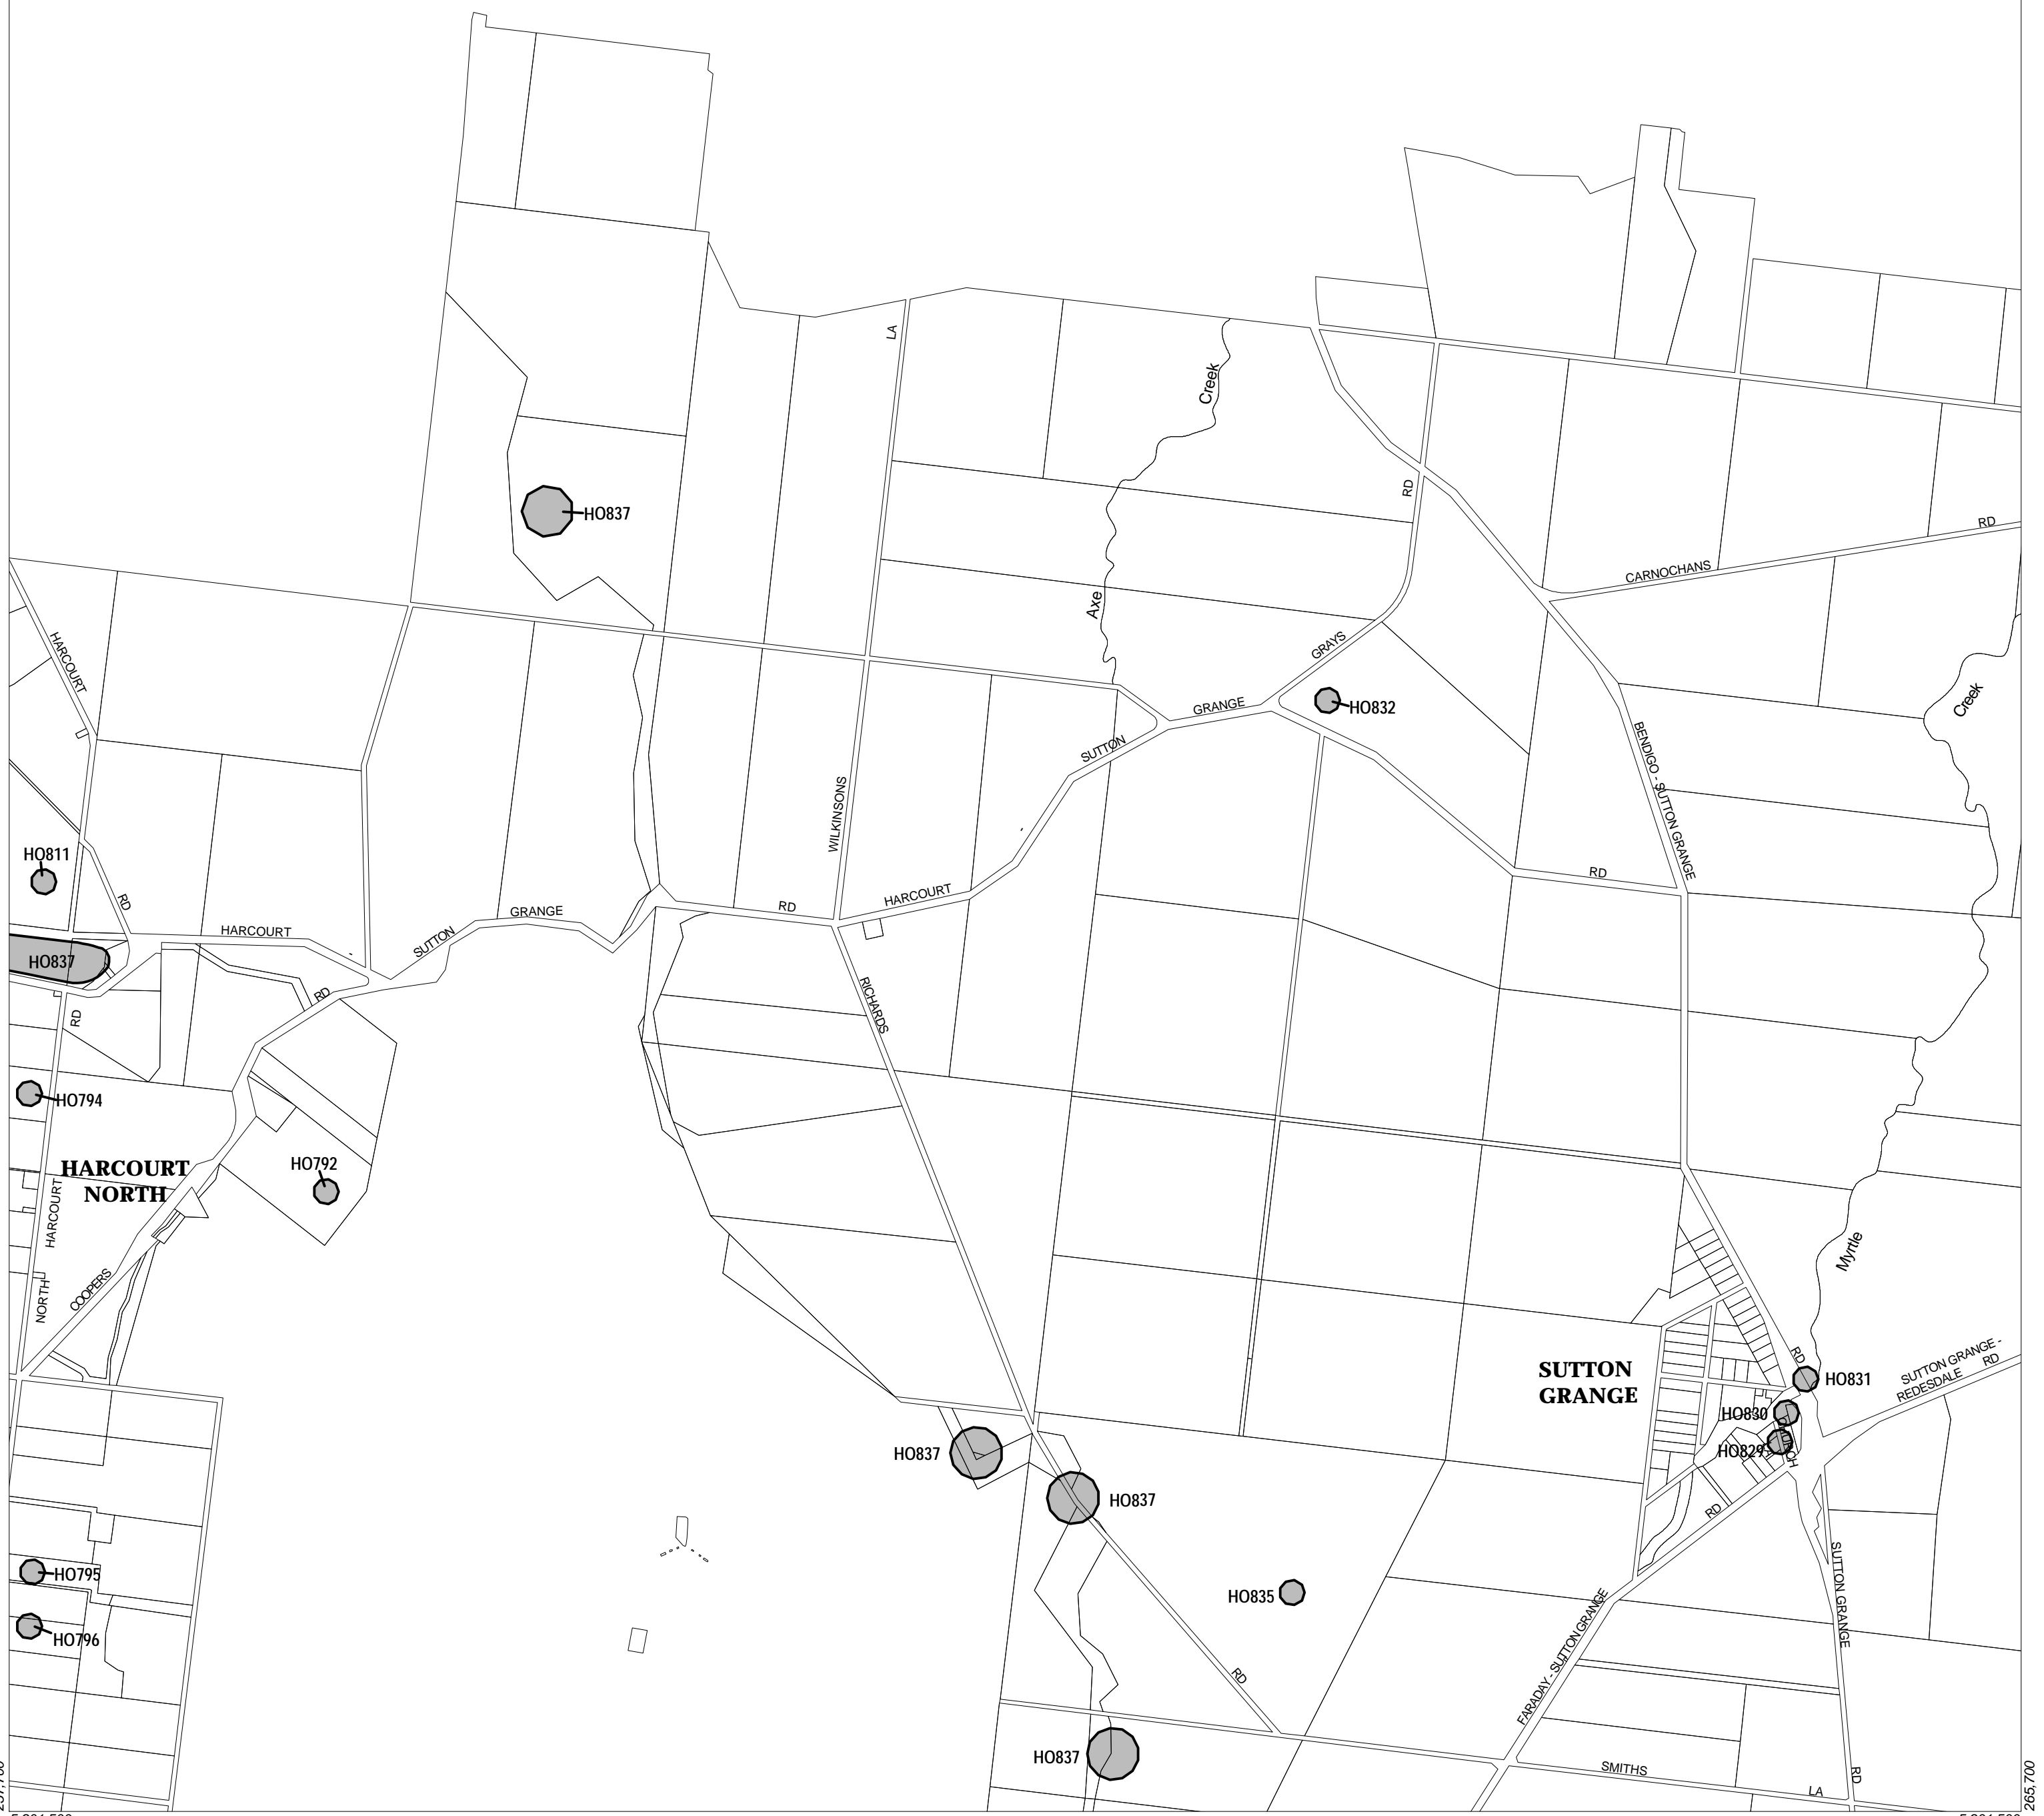 LA
Creek
RD
HO837
RD
CARNOCHANS
Axe
HARCOURT
GRAYS
Creek
GRANGE
HO832
SUTTON
BENDIGO - SUTTON GRANGE
WILKINSONS
HO811
RD
HARCOURT
RD
RD
GRANGE
HARCOURT
SUTTON
HO837
RD
RICHARDS
RD
HO794
HARCOURT
NORTH
HO792
HARCOURT
NORTH
COOPERS
Myrtle
RD
SUTTON GRANGE -
REDESDALE RD
SUTTON
GRANGE
HO831
HO830
HO829
CHURCH
HO837
HO837
RD
HO795
HO835
SUTTON GRANGE
HO796
FARADAY - SUTTON GRANGE
RD
HO837
SMITHS
LA
RD
265,700